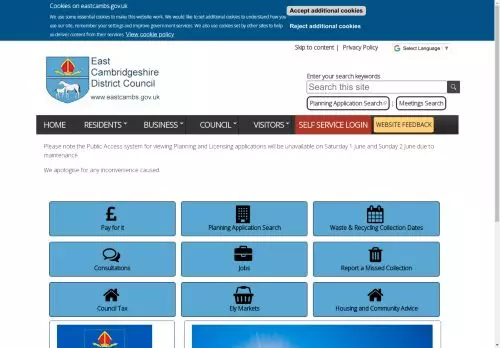 Cookies on eastcambs.gov.uk
We use some essential cookies to make this website work. We would like to set additional cookies to understand how you
use our site, remember your settings and improve government services. We also use cookies set by other sites to help
us deliver content from their services. View cookie policy
Accept additional cookies
Reject additional cookies
Skip to content | Privacy Policy
G Select Language ▼
East
Cambridgeshire
District Council
www.eastcambs.gov.uk
Enter your search keywords
Search this site
Planning Application Search | Meetings Search
HOME RESIDENTS BUSINESS COUNCIL VISITORS SELF SERVICE LOGIN WEBSITE FEEDBACK
Please note the Public Access system for viewing Planning and Licensing applications will be unavailable on Saturday 1 June and Sunday 2 June due to
maintenance.
We apologise for any inconvenience caused.
Pay for it
Planning Application Search
Waste & Recycling Collection Dates
Consultations
Jobs
Report a Missed Collection
Council Tax
Ely Markets
Housing and Community Advice